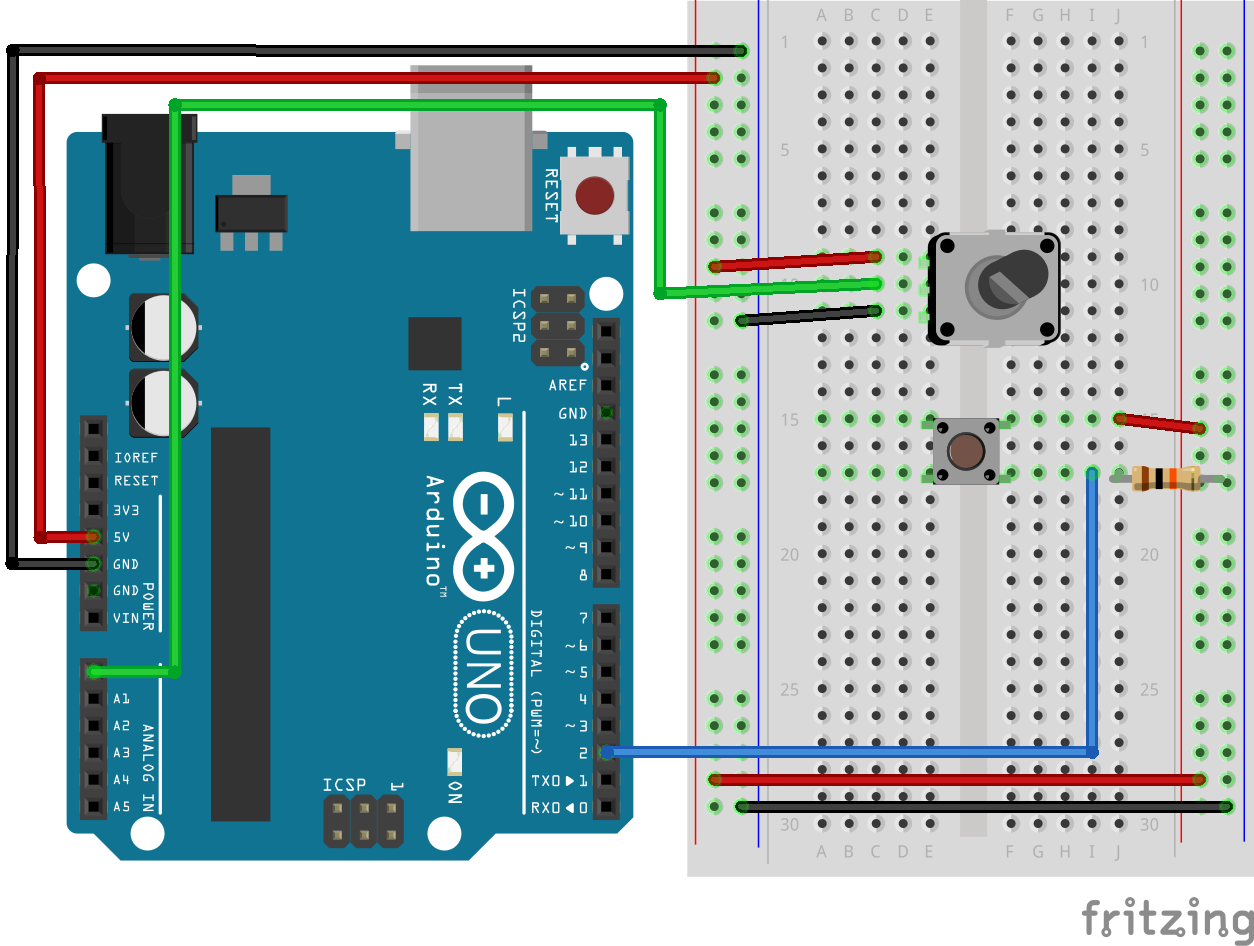 A B C D E F G H I J
1 1
5 5
10
15
20 20
25 25
30 30
A B C D E F G H I J
RESET
ICSP2
AREF
GND
13
12
~11
~10
~9
8
7
~6
~5
4
~3
2
TX0▶1
RX0◀0
DIGITAL (PWM=~)
RX
TX
L
Arduino™
UNO
IOREF
RESET
3V3
5V
GND
GND
VIN
POWER
A1
A2
A3
A4
A5
ANALOG IN
ICSP
1
ON
fritzing